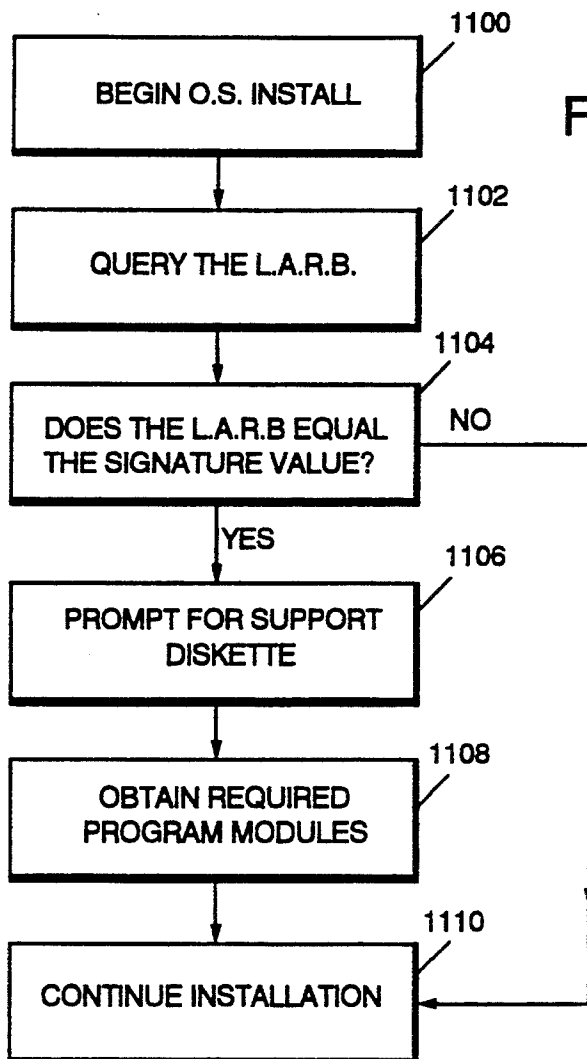 1100
BEGIN O.S. INSTALL
F
1102
QUERY THE L.A.R.B.
1104
DOES THE L.A.R.B EQUAL
THE SIGNATURE VALUE?
NO
YES
1106
PROMPT FOR SUPPORT
DISKETTE
1108
OBTAIN REQUIRED
PROGRAM MODULES
1110
CONTINUE INSTALLATION